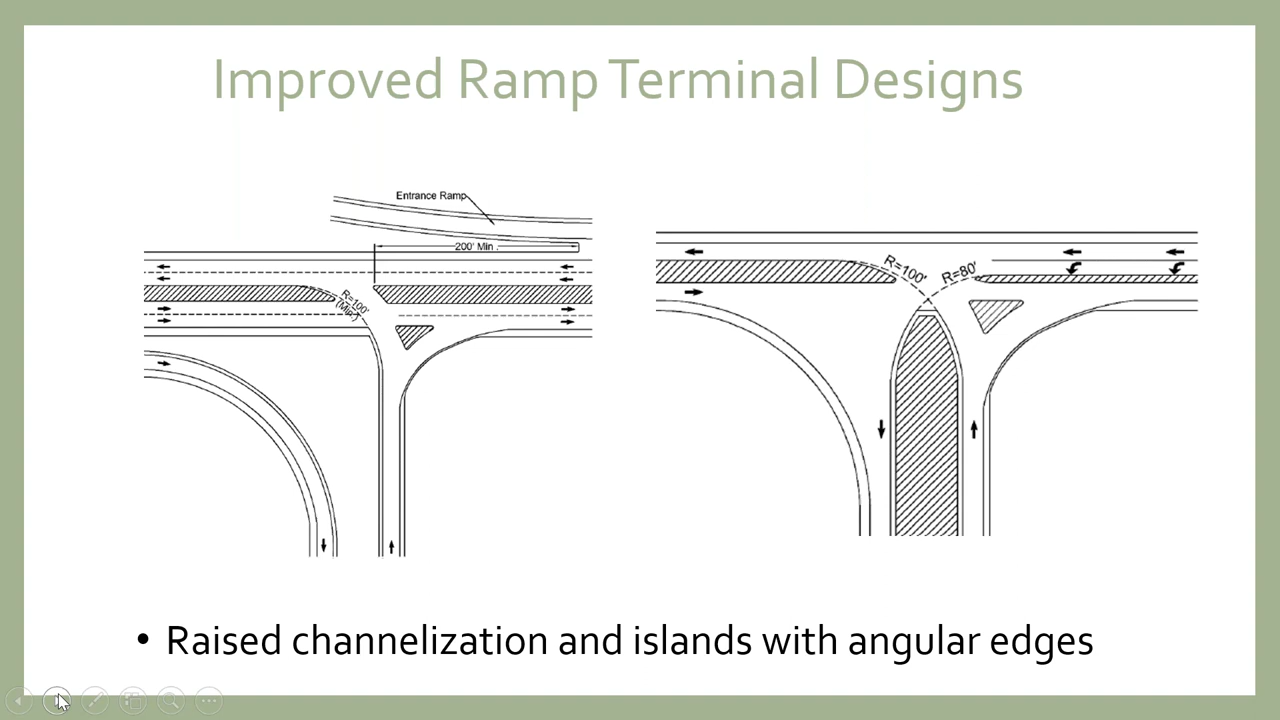 Improved Ramp Terminal Designs
Entrance Ramp
200' Min.
R=100'
(Min.)
R=100'
R=80'
• Raised channelization and islands with angular edges